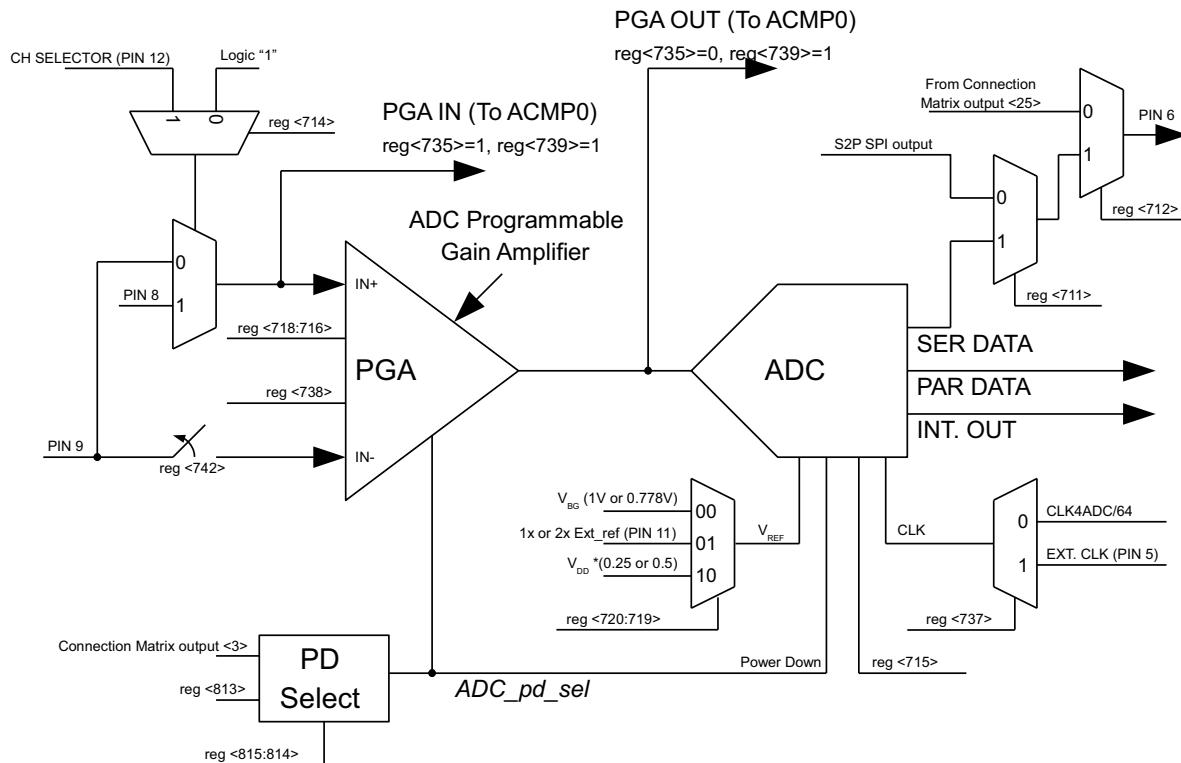 PGA OUT (To ACMP0)
reg<735>=0, reg<739>=1
CH SELECTOR (PIN 12)
Logic “1”
1
0
reg <714>
PGA IN (To ACMP0)
reg<735>=1, reg<739>=1
From Connection
Matrix output <25>
0
1
PIN 6
reg <712>
S2P SPI output
0
1
reg <711>
ADC Programmable
Gain Amplifier
0
PIN 8
1
IN+
reg <718:716>
PGA
reg <738>
PIN 9
reg <742>
IN-
ADC
SER DATA
PAR DATA
INT. OUT
VBG (1V or 0.778V)
00
1x or 2x Ext_ref (PIN 11)
01
VDD *(0.25 or 0.5)
10
VREF
reg <720:719>
CLK
0
CLK4ADC/64
1
EXT. CLK (PIN 5)
reg <737>
Connection Matrix output <3>
reg <813>
PD
Select
reg <815:814>
ADC_pd_sel
Power Down
reg <715>